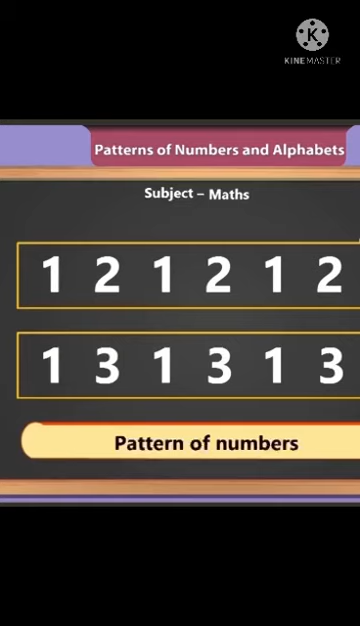 K
KINEMASTER
Patterns of Numbers and Alphabets
Subject – Maths
1 2 1 2 1 2
1 3 1 3 1 3
Pattern of numbers